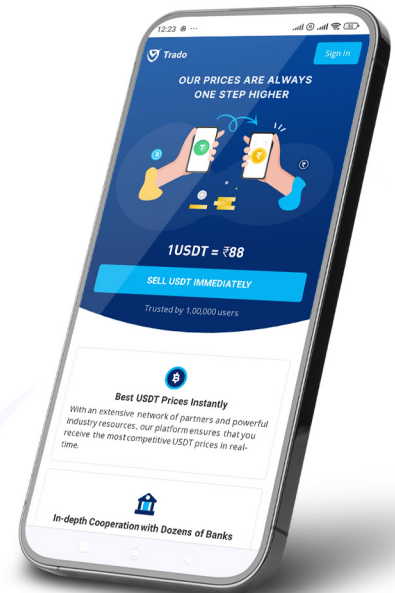 12:23
Trado
Sign In
OUR PRICES ARE ALWAYS
ONE STEP HIGHER
1USDT = ₹88
SELL USDT IMMEDIATELY
Trusted by 1,00,000 users
Best USDT Prices Instantly
With an extensive network of partners and powerful
industry resources, our platform ensures that you
receive the most competitive USDT prices in real-
time.
In-depth Cooperation with Dozens of Banks